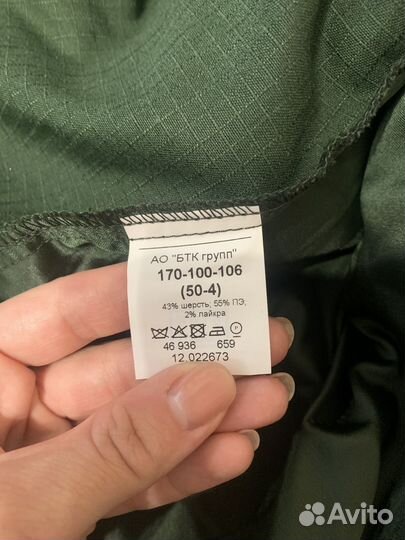 АО "БТК групп"
170-100-106
(50-4)
43% шерсть; 55% ПЭ;
2% лайкра
P
46 936 659
12.022673
Avito